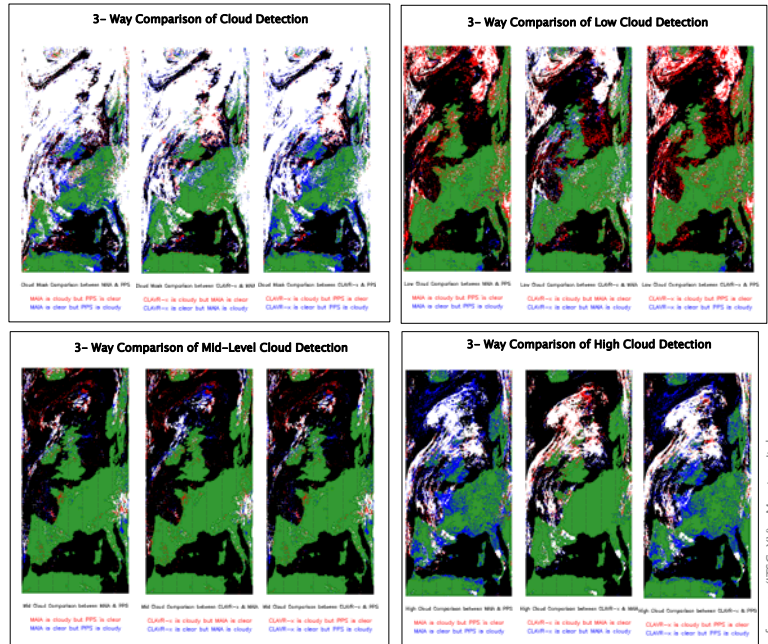 3- Way Comparison of Cloud Detection
Cloud Mask Comparison between MAIA & PPS
MAIA is cloudy but PPS is clear
MAIA is clear but PPS is cloudy
Cloud Mask Comparison between CLAVR-x & MAIA
CLAVR-x is cloudy but MAIA is clear
CLAVR-x is clear but MAIA is cloudy
Cloud Mask Comparison between CLAVR-x & PPS
CLAVR-x is cloudy but PPS is clear
CLAVR-x is clear but PPS is cloudy
3- Way Comparison of Low Cloud Detection
Low Cloud Comparison between MAIA & PPS
MAIA is cloudy but PPS is clear
MAIA is clear but PPS is cloudy
Low Cloud Comparison between CLAVR-x & MAIA
CLAVR-x is cloudy but MAIA is clear
CLAVR-x is clear but MAIA is cloudy
Low Cloud Comparison between CLAVR-x & PPS
CLAVR-x is cloudy but PPS is clear
CLAVR-x is clear but PPS is cloudy
3- Way Comparison of Mid-Level Cloud Detection
Mid Cloud Comparison between MAIA & PPS
MAIA is cloudy but PPS is clear
MAIA is clear but PPS is cloudy
Mid Cloud Comparison between CLAVR-x & MAIA
CLAVR-x is cloudy but MAIA is clear
CLAVR-x is clear but MAIA is cloudy
Mid Cloud Comparison between CLAVR-x & PPS
CLAVR-x is cloudy but PPS is clear
CLAVR-x is clear but PPS is cloudy
3- Way Comparison of High Cloud Detection
High Cloud Comparison between MAIA & PPS
MAIA is cloudy but PPS is clear
MAIA is clear but PPS is cloudy
High Cloud Comparison between CLAVR-x & MAIA
CLAVR-x is cloudy but MAIA is clear
CLAVR-x is clear but MAIA is cloudy
High Cloud Comparison between CLAVR-x & PPS
CLAVR-x is cloudy but PPS is clear
CLAVR-x is clear but PPS is cloudy